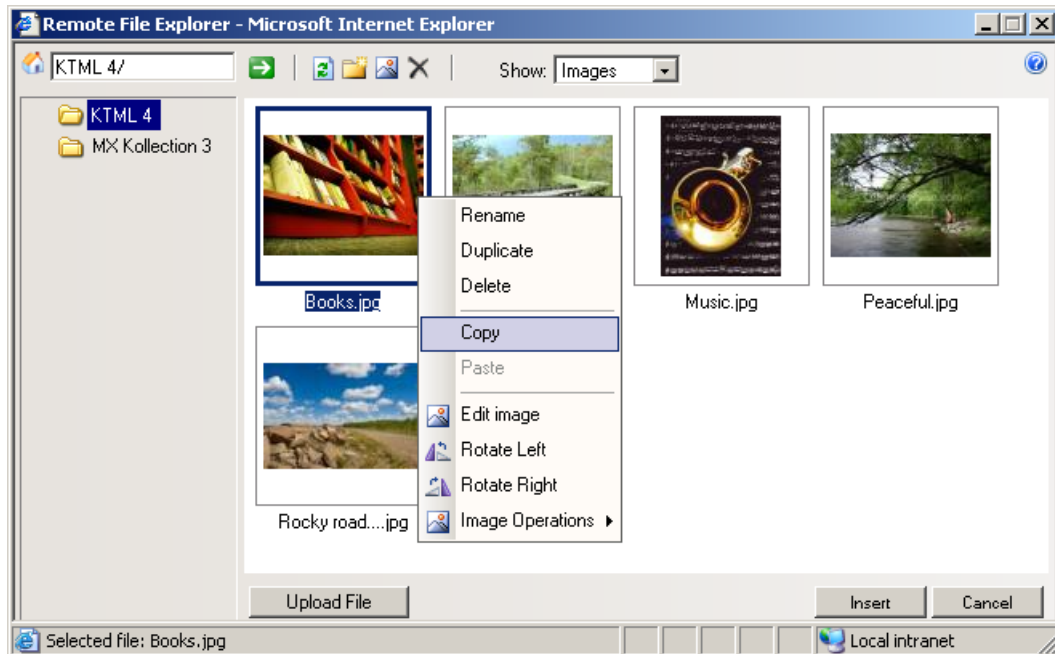 Remote File Explorer - Microsoft Internet Explorer
KTML 4/
Show: Images
KTML 4
MX Kollection 3
Books.jpg
Music.jpg
Peaceful.jpg
Rename
Duplicate
Delete
Copy
Paste
Edit image
Rotate Left
Rotate Right
Image Operations
Rocky road....jpg
Upload File
Insert
Cancel
Selected file: Books.jpg
Local intranet